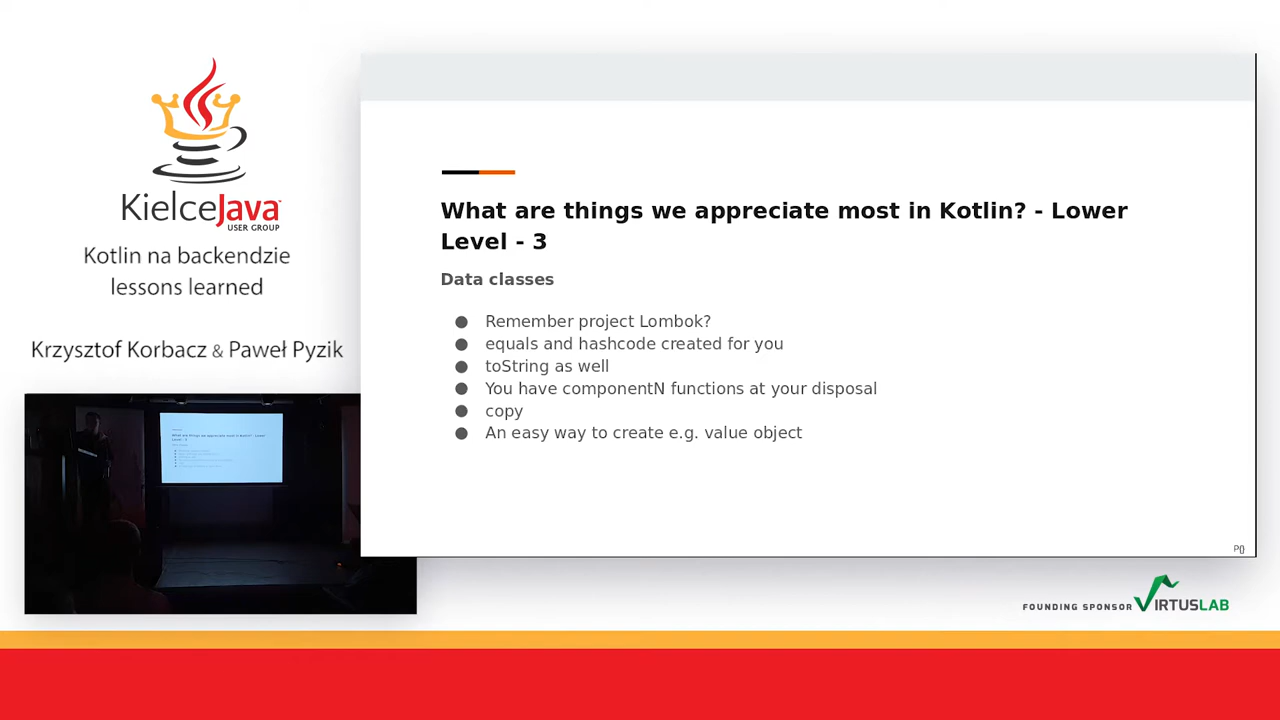 KielceJava
USER GROUP
Kotlin na backendzie
lessons learned
Krzysztof Korbacz & Paweł Pyzik
What are things we appreciate most in Kotlin? - Lower
Level - 3
Data classes
● Remember project Lombok?
● equals and hashcode created for you
● toString as well
● You have componentN functions at your disposal
● copy
● An easy way to create e.g. value object
P()
FOUNDING SPONSOR VIRTUSLAB